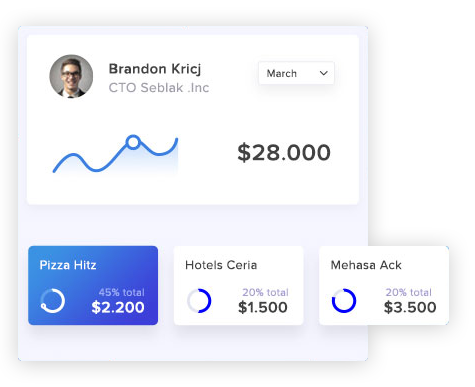 Brandon Kricj
CTO Seblak .Inc
March
$28.000
Pizza Hitz
45% total
$2.200
Hotels Ceria
20% total
$1.500
Mehasa Ack
20% total
$3.500